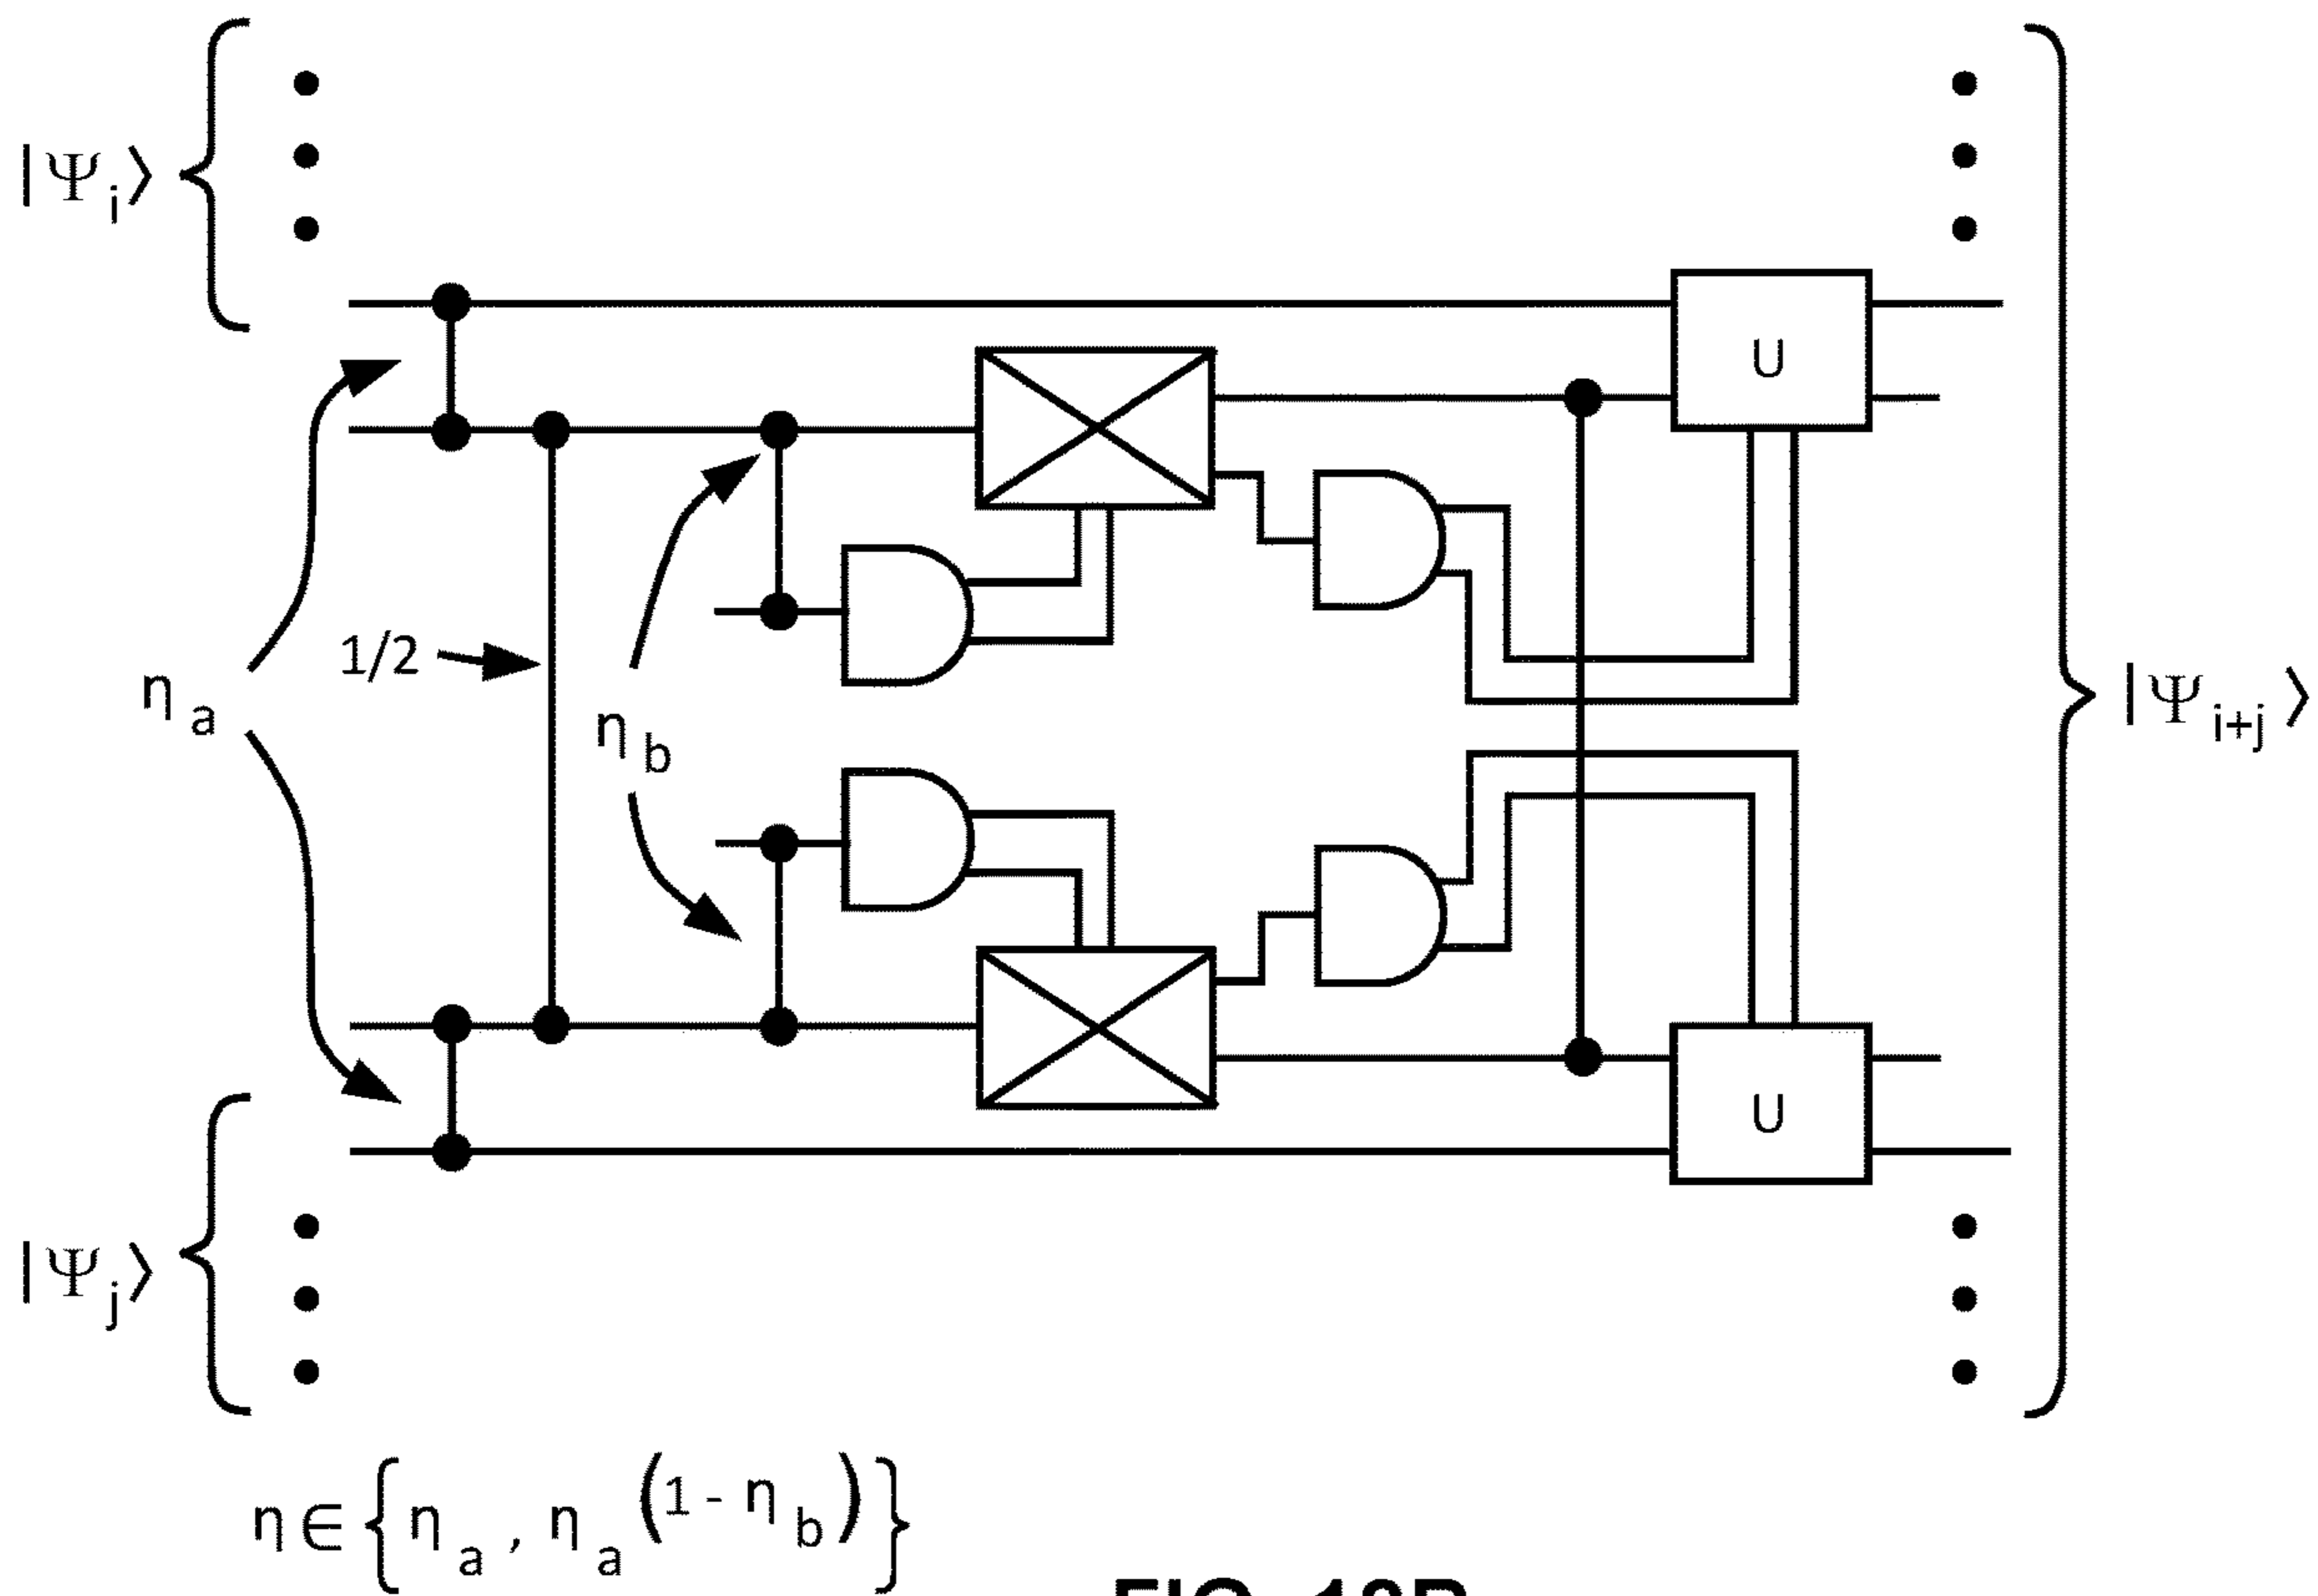 |Ψi⟩
U
1/2
ηa
ηb
|Ψi+j⟩
U
|Ψj⟩
η ∈ {ηa , ηa (1 - ηb)}